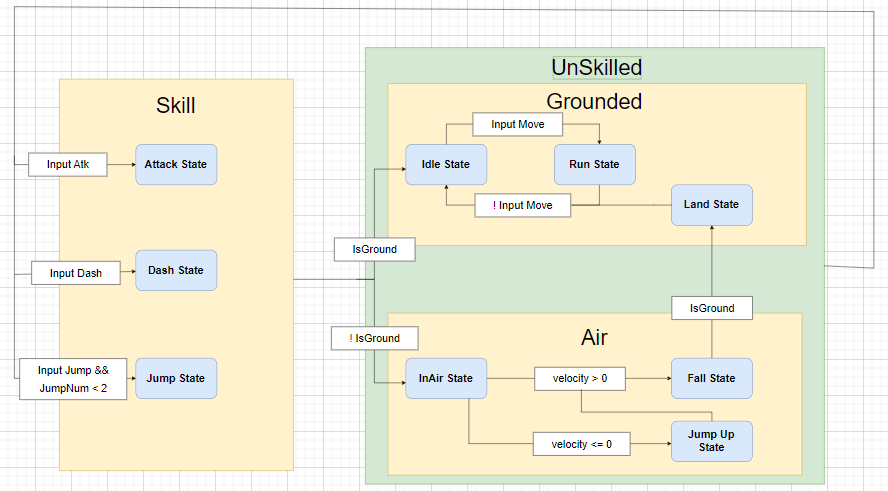 UnSkilled
Skill
Grounded
Input Move
Input Atk
Attack State
Idle State
Run State
! Input Move
Land State
IsGround
Input Dash
Dash State
IsGround
! IsGround
Air
Input Jump &&
JumpNum < 2
Jump State
InAir State
velocity > 0
Fall State
velocity <= 0
Jump Up
State